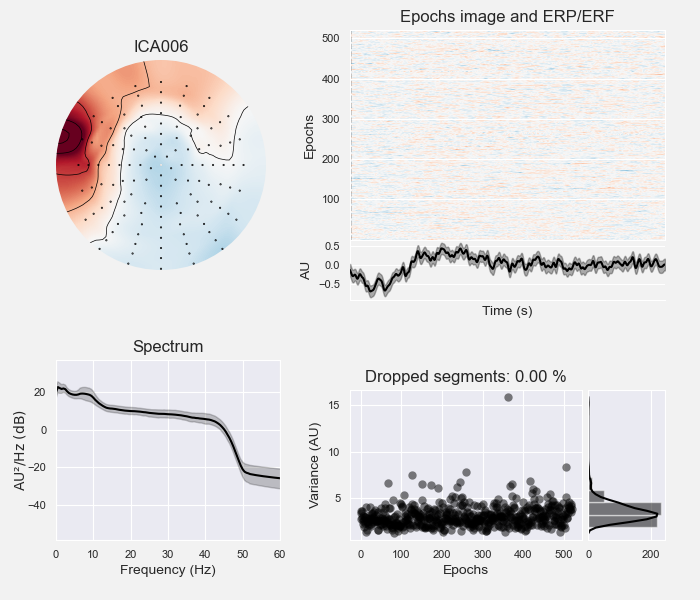 ICA006
Epochs image and ERP/ERF
Epochs
500
400
300
200
100
AU
0.5
0.0
−0.5
Time (s)
Spectrum
AU²/Hz (dB)
20
0
−20
−40
0 10 20 30 40 50 60
Frequency (Hz)
Dropped segments: 0.00 %
Variance (AU)
15
10
5
0 100 200 300 400 500
Epochs
0 200